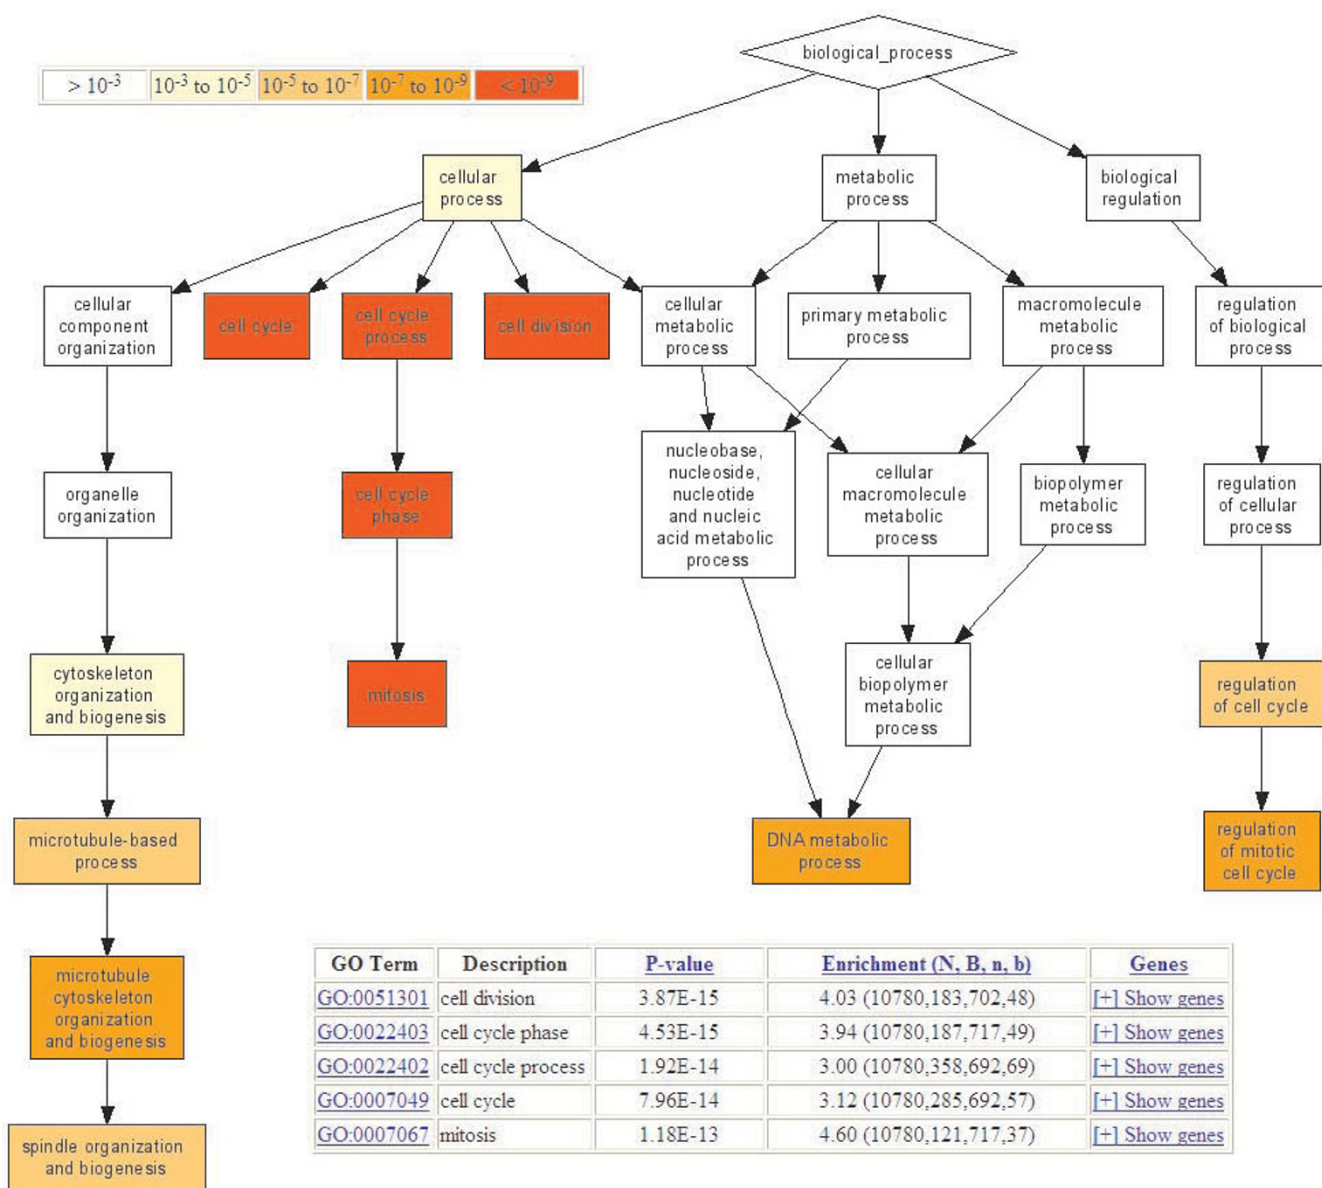 biological_process
> 10⁻³ 10⁻³ to 10⁻⁵ 10⁻⁵ to 10⁻⁷ 10⁻⁷ to 10⁻⁹ < 10⁻⁹
cellular
process
metabolic
process
biological
regulation
cellular
component
organization
cell cycle
cell cycle
process
cell division
cellular
metabolic
process
primary metabolic
process
macromolecule
metabolic
process
regulation
of biological
process
organelle
organization
cell cycle
phase
nucleobase,
nucleoside,
nucleotide
and nucleic
acid metabolic
process
cellular
macromolecule
metabolic
process
biopolymer
metabolic
process
regulation
of cellular
process
cytoskeleton
organization
and biogenesis
mitosis
cellular
biopolymer
metabolic
process
regulation
of cell cycle
microtubule-based
process
DNA metabolic
process
regulation
of mitotic
cell cycle
microtubule
cytoskeleton
organization
and biogenesis
spindle organization
and biogenesis
GO Term Description P-value Enrichment (N, B, n, b) Genes
GO:0051301 cell division 3.87E-15 4.03 (10780,183,702,48) [+] Show genes
GO:0022403 cell cycle phase 4.53E-15 3.94 (10780,187,717,49) [+] Show genes
GO:0022402 cell cycle process 1.92E-14 3.00 (10780,358,692,69) [+] Show genes
GO:0007049 cell cycle 7.96E-14 3.12 (10780,285,692,57) [+] Show genes
GO:0007067 mitosis 1.18E-13 4.60 (10780,121,717,37) [+] Show genes